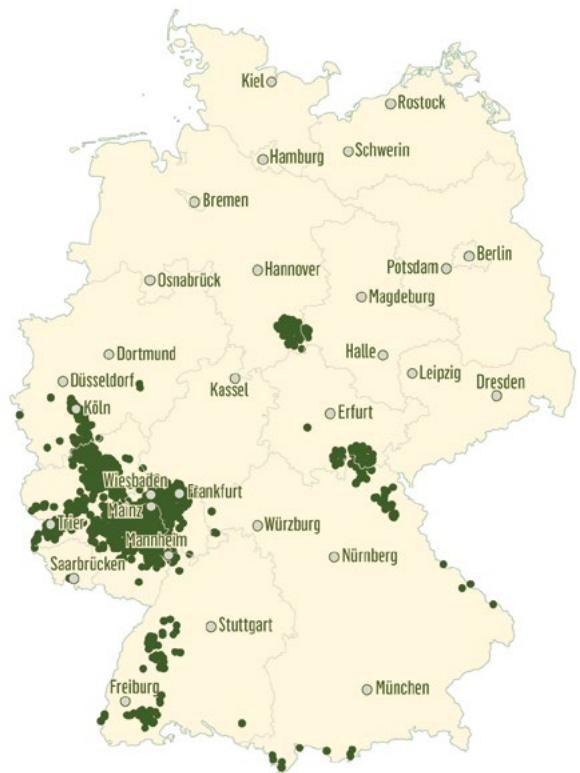 Kiel
Rostock
Hamburg
Schwerin
Bremen
Berlin
Hannover
Potsdam
Osnabrück
Magdeburg
Dortmund
Halle
Düsseldorf
Kassel
Leipzig
Dresden
Köln
Erfurt
Wiesbaden
Frankfurt
Mainz
Trier
Würzburg
Mannheim
Nürnberg
Saarbrücken
Stuttgart
Freiburg
München